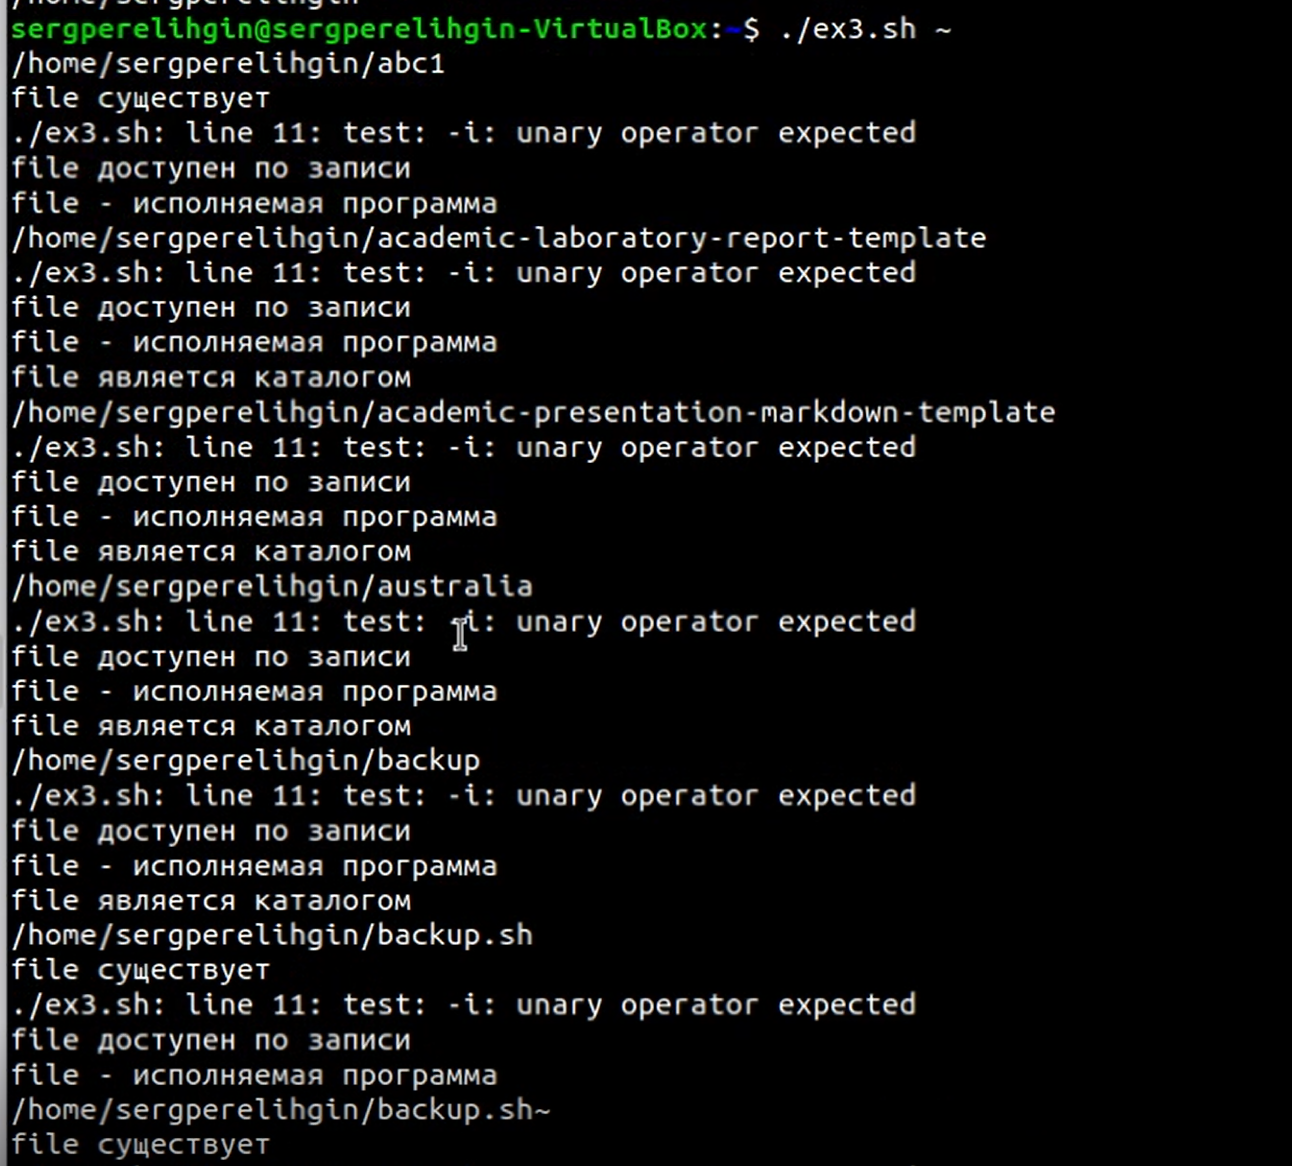 /home/sergperelihgin
sergperelihgin@sergperelihgin-VirtualBox:~$ ./ex3.sh ~
/home/sergperelihgin/abc1
file существует
./ex3.sh: line 11: test: -i: unary operator expected
file доступен по записи
file - исполняемая программа
/home/sergperelihgin/academic-laboratory-report-template
./ex3.sh: line 11: test: -i: unary operator expected
file доступен по записи
file - исполняемая программа
file является каталогом
/home/sergperelihgin/academic-presentation-markdown-template
./ex3.sh: line 11: test: -i: unary operator expected
file доступен по записи
file - исполняемая программа
file является каталогом
/home/sergperelihgin/australia
./ex3.sh: line 11: test: -i: unary operator expected
file доступен по записи
file - исполняемая программа
file является каталогом
/home/sergperelihgin/backup
./ex3.sh: line 11: test: -i: unary operator expected
file доступен по записи
file - исполняемая программа
file является каталогом
/home/sergperelihgin/backup.sh
file существует
./ex3.sh: line 11: test: -i: unary operator expected
file доступен по записи
file - исполняемая программа
/home/sergperelihgin/backup.sh~
file существует